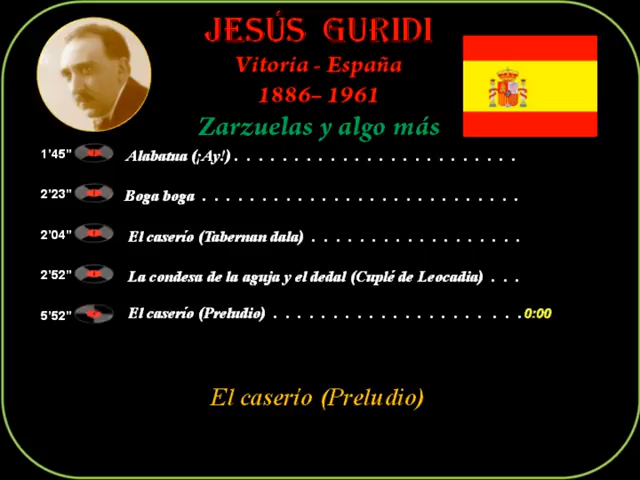 JESÚS GURIDI
Vitoria - España
1886– 1961
Zarzuelas y algo más
1'45” Alabatua (¡Ay!) . . . . . . . . . . . . . . . . . . . . . . . .
2'23” Boga boga . . . . . . . . . . . . . . . . . . . . . . . . . . .
2'04” El caserío (Tabernan dala) . . . . . . . . . . . . . . . . . .
2'52” La condesa de la aguja y el dedal (Cuplé de Leocadia) . . .
5'52” El caserío (Preludio) . . . . . . . . . . . . . . . . . . . . . 0:00
El caserío (Preludio)